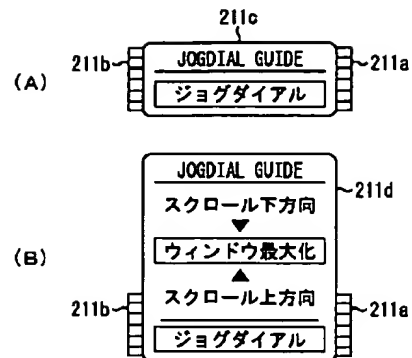 211c
211b
211a
(A)
JOGDIAL GUIDE
ジョグダイアル
JOGDIAL GUIDE
211d
スクロール下方向
▼
(B)
ウィンドウ最大化
▲
スクロール上方向
211b
211a
ジョグダイアル